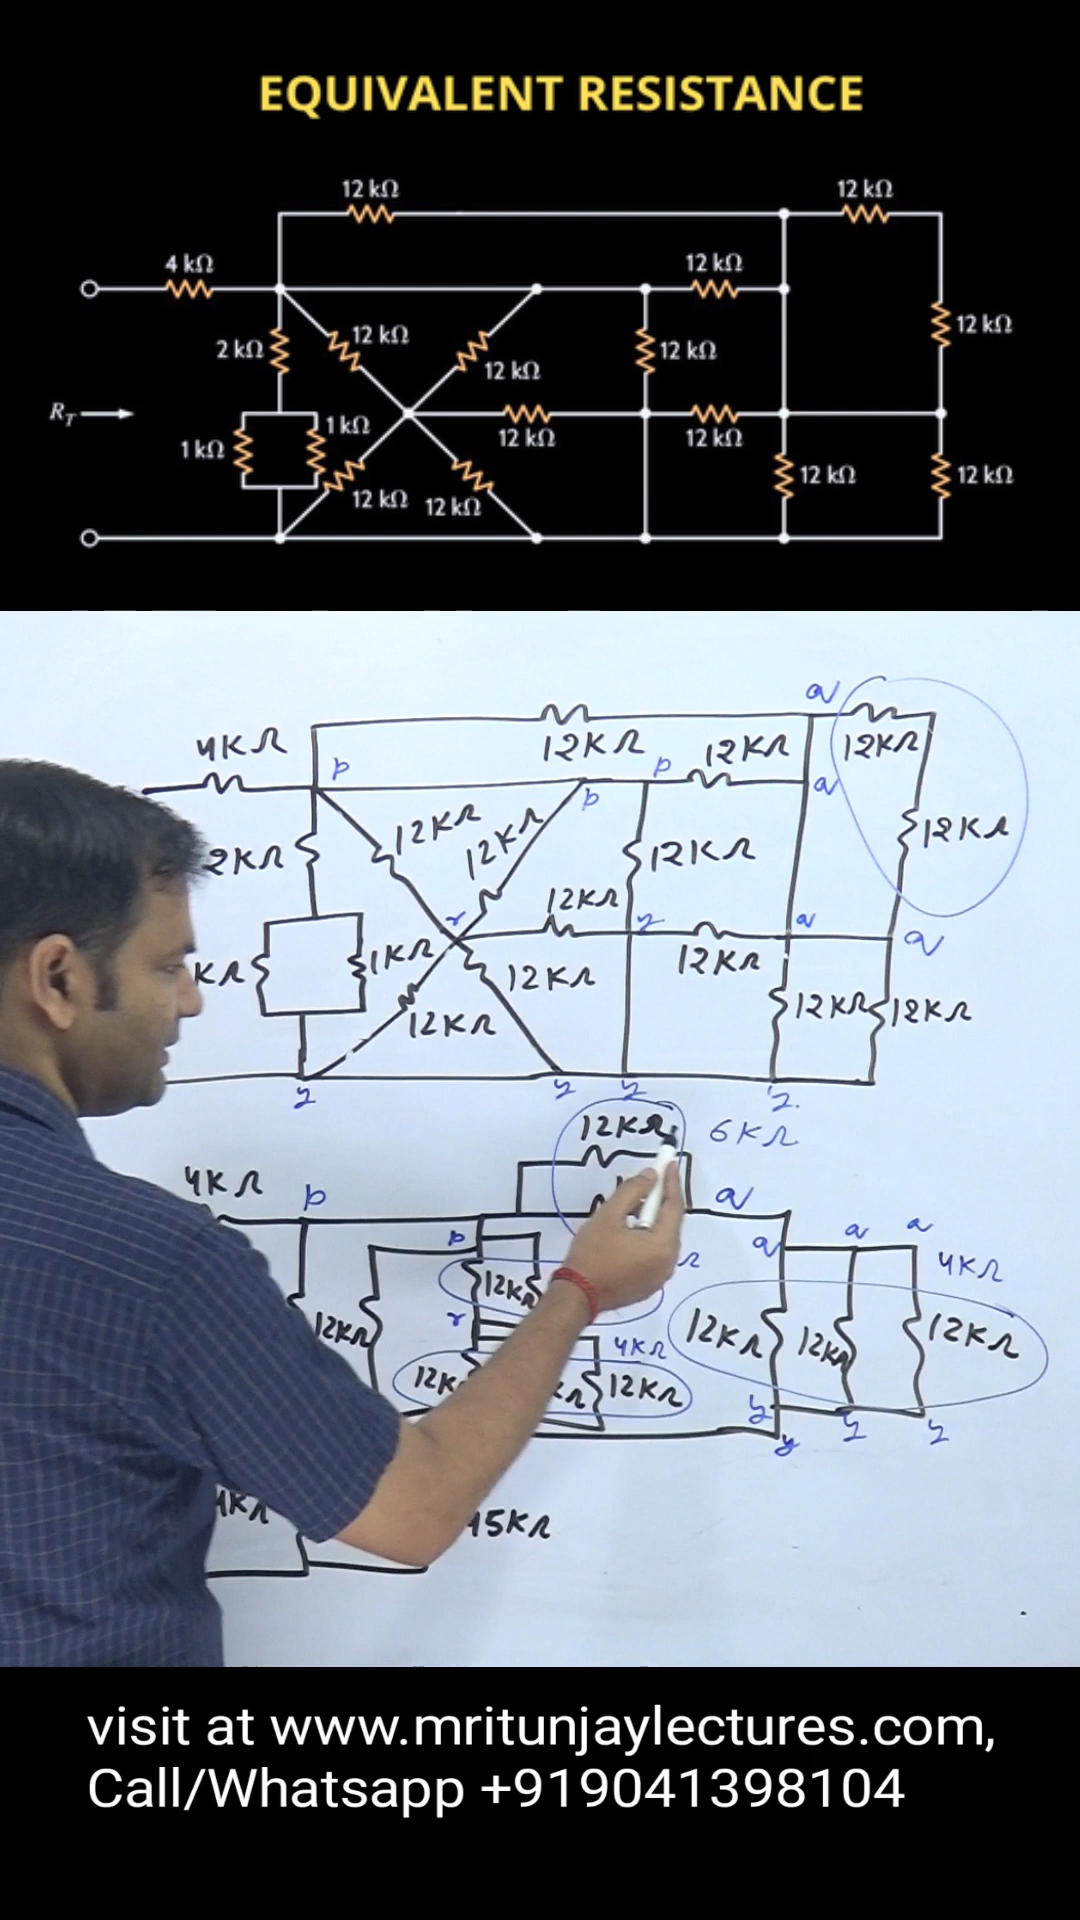 EQUIVALENT RESISTANCE
12 kΩ 12 kΩ
4 kΩ 12 kΩ
2 kΩ 12 kΩ 12 kΩ 12 kΩ 12 kΩ
R_T 1 kΩ 1 kΩ 12 kΩ 12 kΩ
12 kΩ 12 kΩ 12 kΩ 12 kΩ
a
4KΩ p 12KΩ p 12KΩ 12KΩ
a
p
2KΩ 12KΩ 12KΩ 12KΩ 12KΩ
12KΩ
r y a a
KΩ 1KΩ 12KΩ 12KΩ
12KΩ 12KΩ 12KΩ
y y y y.
12KΩ 6KΩ
4KΩ p a
p a a a
4KΩ
12KΩ 12KΩ 12KΩ 12KΩ 12KΩ
r 4KΩ
12K 12KΩ
y y y
y
45KΩ
visit at www.mritunjaylectures.com,
Call/Whatsapp +919041398104